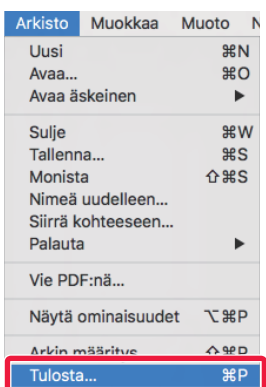 Arkisto Muokkaa Muoto N
Uusi ⌘N
Avaa... ⌘O
Avaa äskeinen ▶
Sulje ⌘W
Tallenna... ⌘S
Monista ⇧⌘S
Nimeä uudelleen...
Siirrä kohteeseen...
Palauta ▶
Vie PDF:nä...
Näytä ominaisuudet ⌥⌘P
Arkin määritys ⇧⌘P
Tulosta... ⌘P